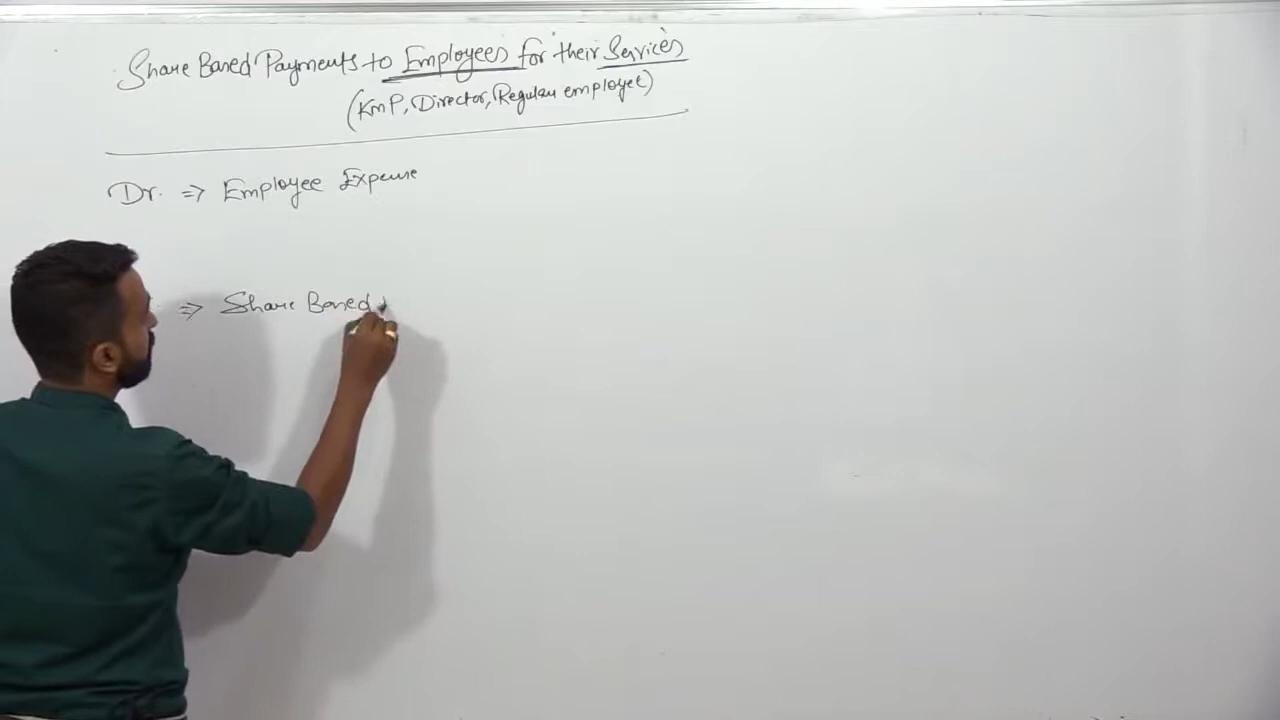 Share Based Payments to Employees for their Services
(KMP, Director, Regular employee)
Dr. ⇒ Employee Expense
⇒ Share Based